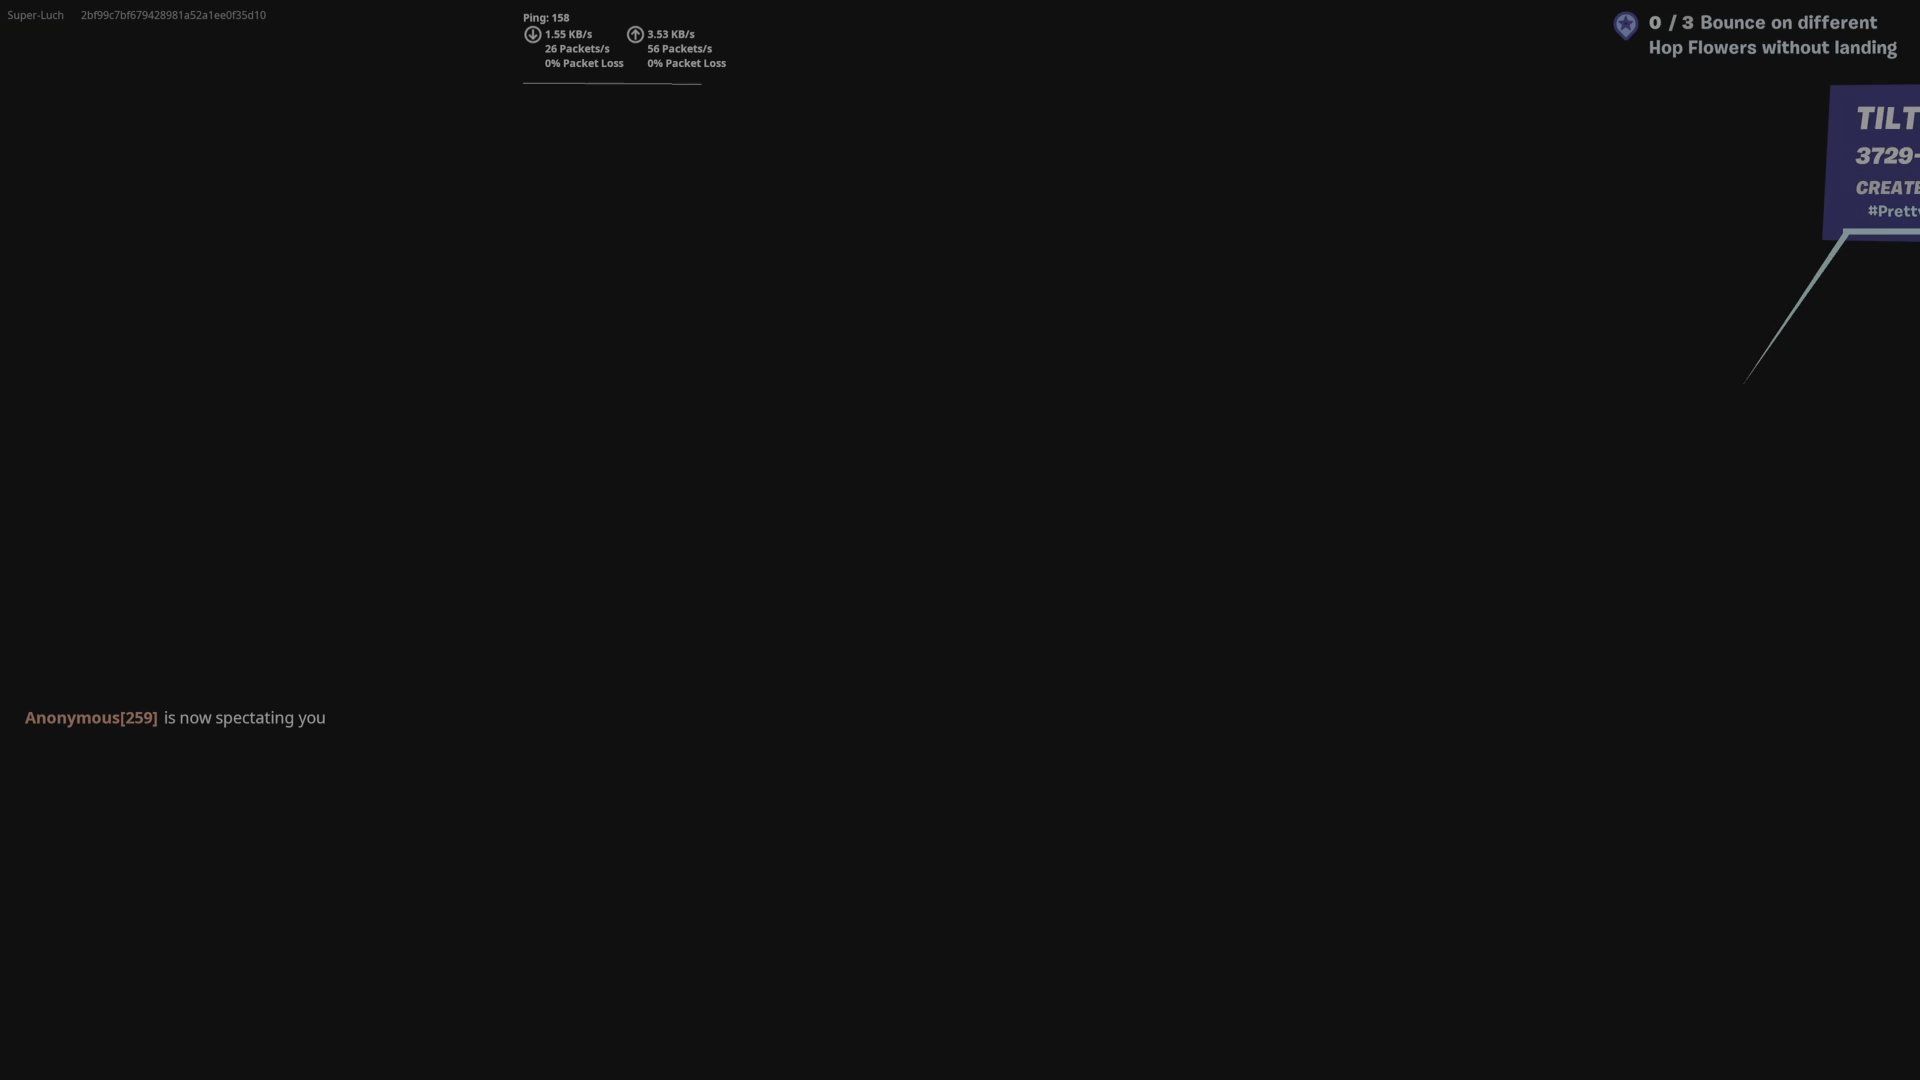 Super-Luch 2bf99c7bf679428981a52a1ee0f35d10
Ping: 158
1.55 KB/s 3.53 KB/s
26 Packets/s 56 Packets/s
0% Packet Loss 0% Packet Loss
0 / 3 Bounce on different
Hop Flowers without landing
TILT
3729-
CREATE
#Pretty
Anonymous[259] is now spectating you